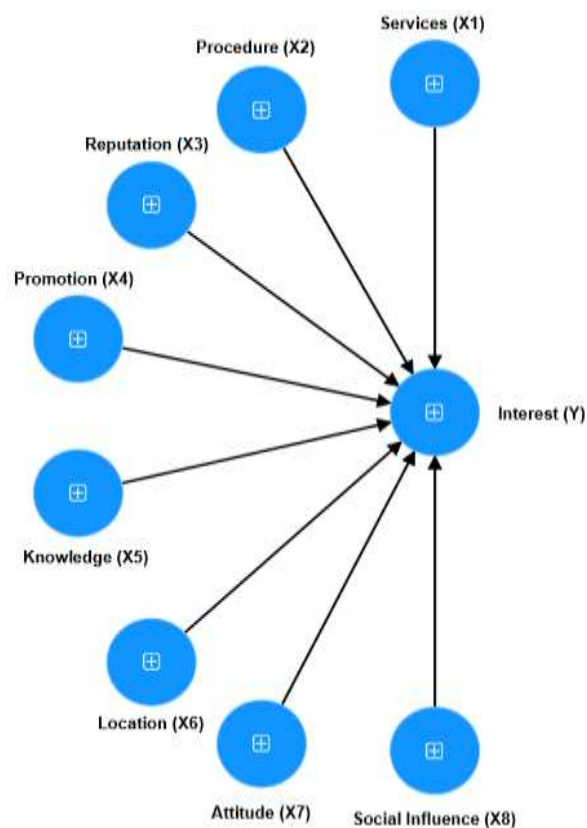 Services (X1)
Procedure (X2)
Reputation (X3)
Promotion (X4)
Interest (Y)
Knowledge (X5)
Location (X6)
Attitude (X7)
Social Influence (X8)